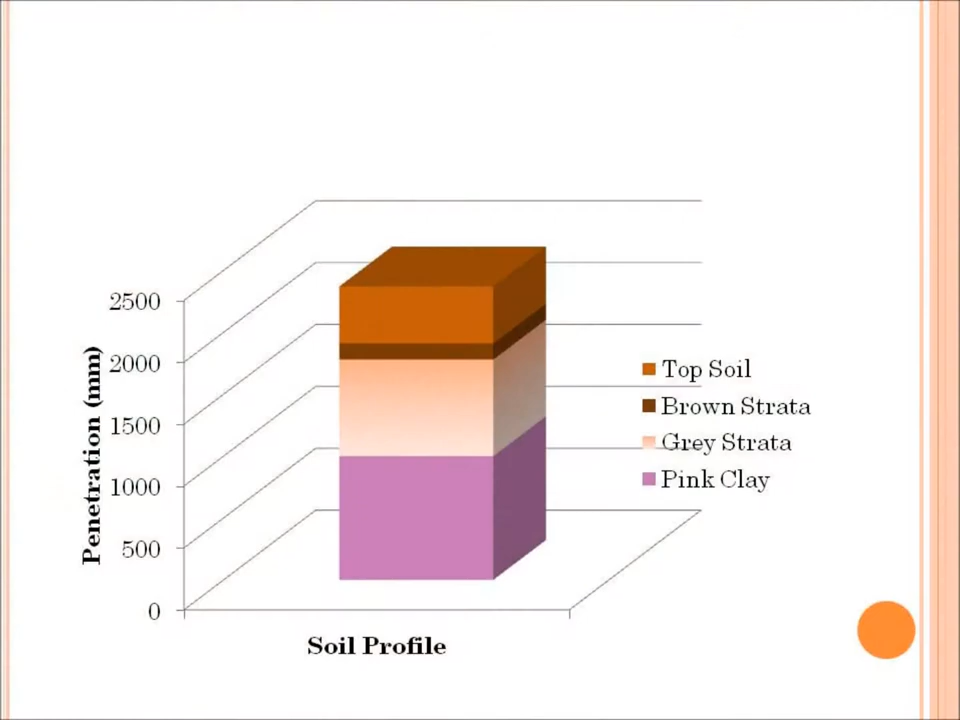 2500
2000
1500
1000
500
0
Penetration (mm)
Soil Profile
Top Soil
Brown Strata
Grey Strata
Pink Clay